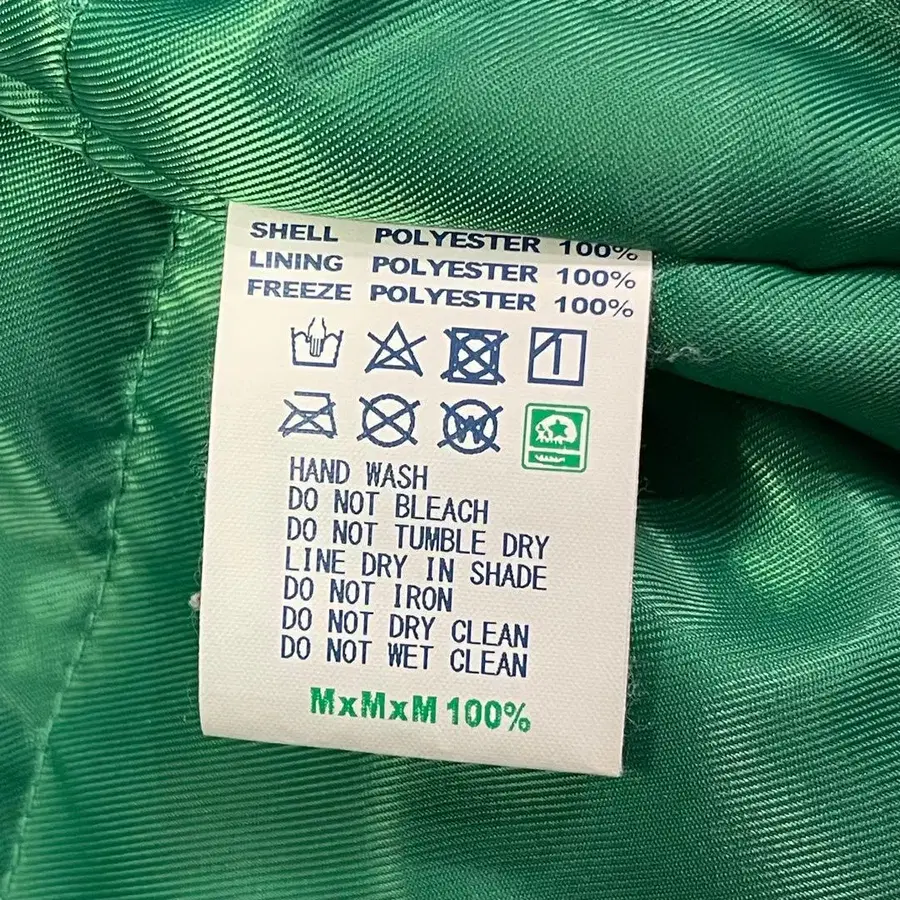 SHELL POLYESTER 100%
LINING POLYESTER 100%
FREEZE POLYESTER 100%
W
HAND WASH
DO NOT BLEACH
DO NOT TUMBLE DRY
LINE DRY IN SHADE
DO NOT IRON
DO NOT DRY CLEAN
DO NOT WET CLEAN
MxMxM 100%